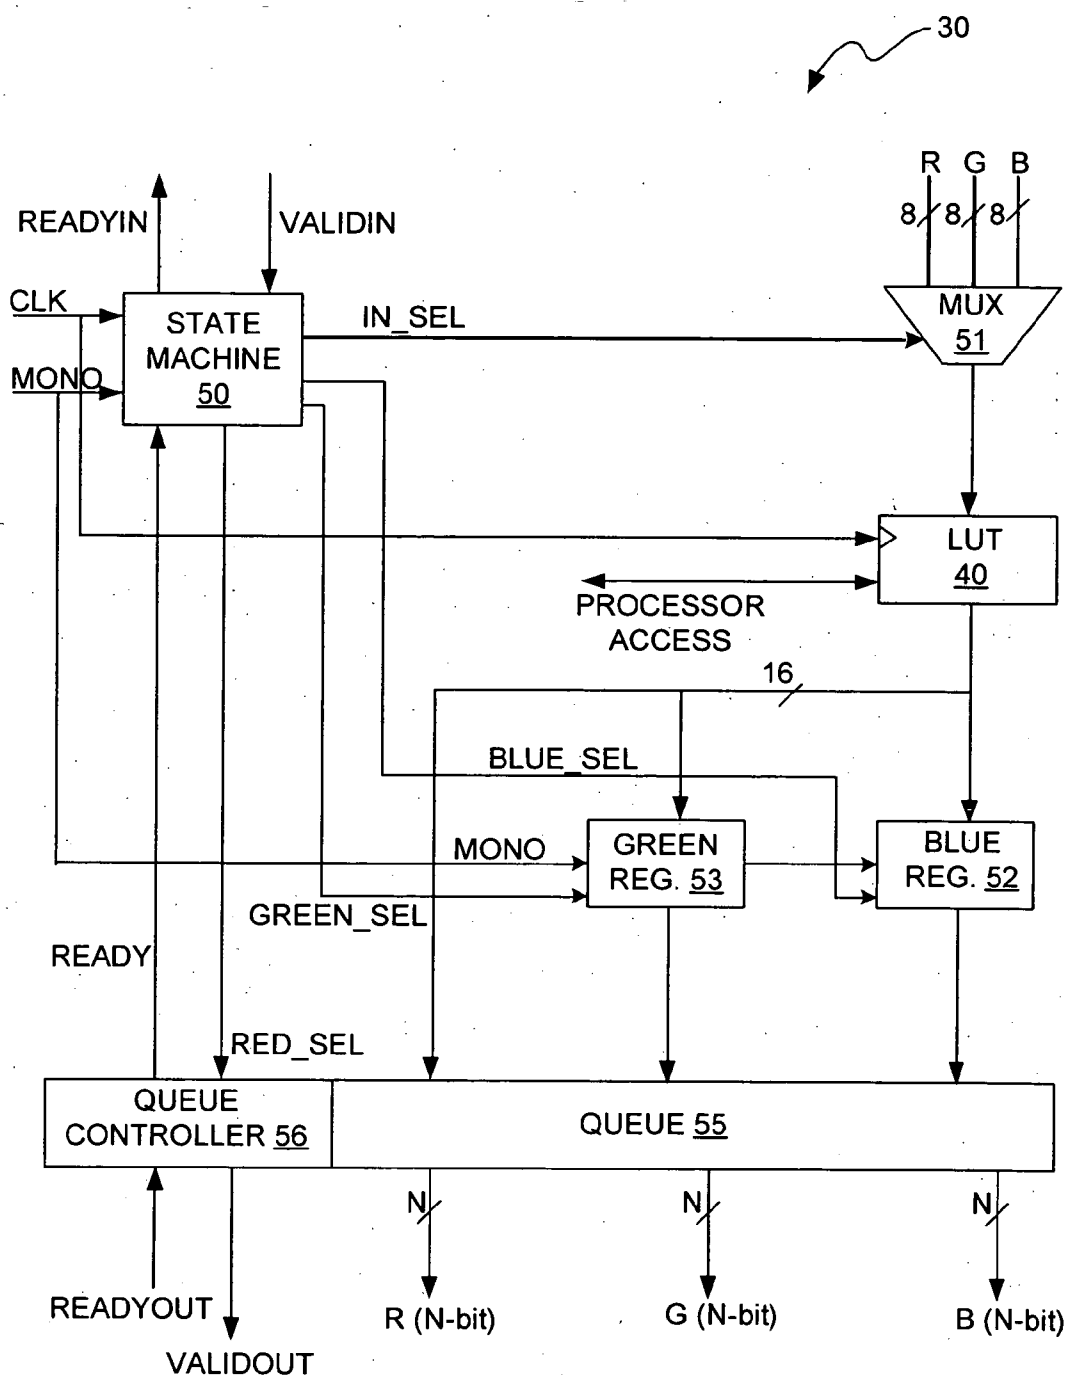 30
R G B
8 8 8
READYIN
VALIDIN
CLK
MONO
STATE
MACHINE
50
IN_SEL
MUX
51
LUT
40
PROCESSOR
ACCESS
16
BLUE_SEL
MONO
GREEN
REG. 53
BLUE
REG. 52
GREEN_SEL
READY
RED_SEL
QUEUE
CONTROLLER 56
QUEUE 55
N N N
READYOUT
VALIDOUT
R (N-bit)
G (N-bit)
B (N-bit)